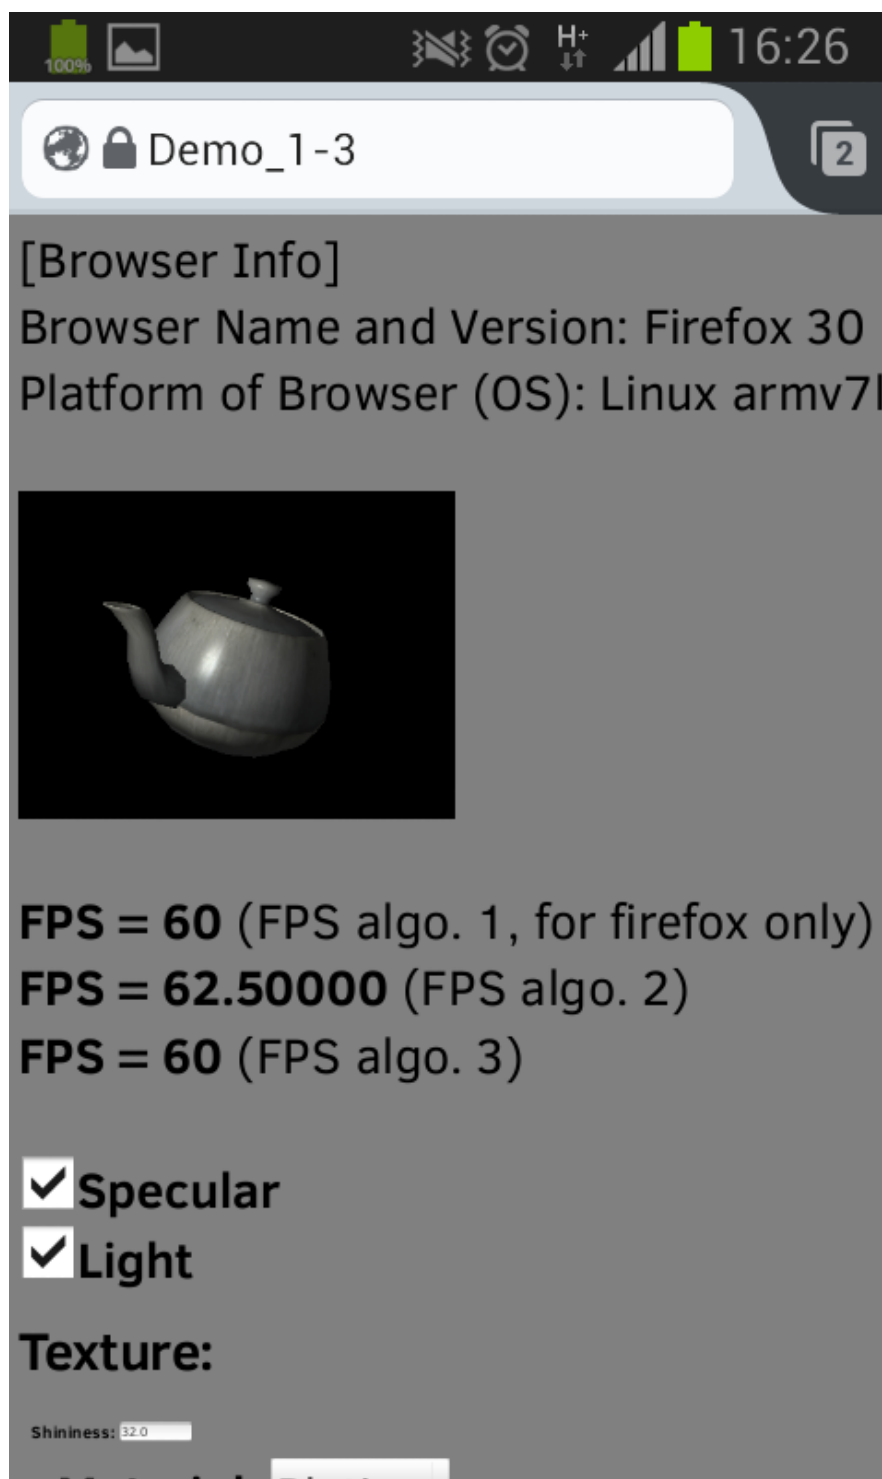 100% H+ 16:26
Demo_1-3 2
[Browser Info]
Browser Name and Version: Firefox 30
Platform of Browser (OS): Linux armv7l
FPS = 60 (FPS algo. 1, for firefox only)
FPS = 62.50000 (FPS algo. 2)
FPS = 60 (FPS algo. 3)
Specular
Light
Texture:
Shininess: 32.0